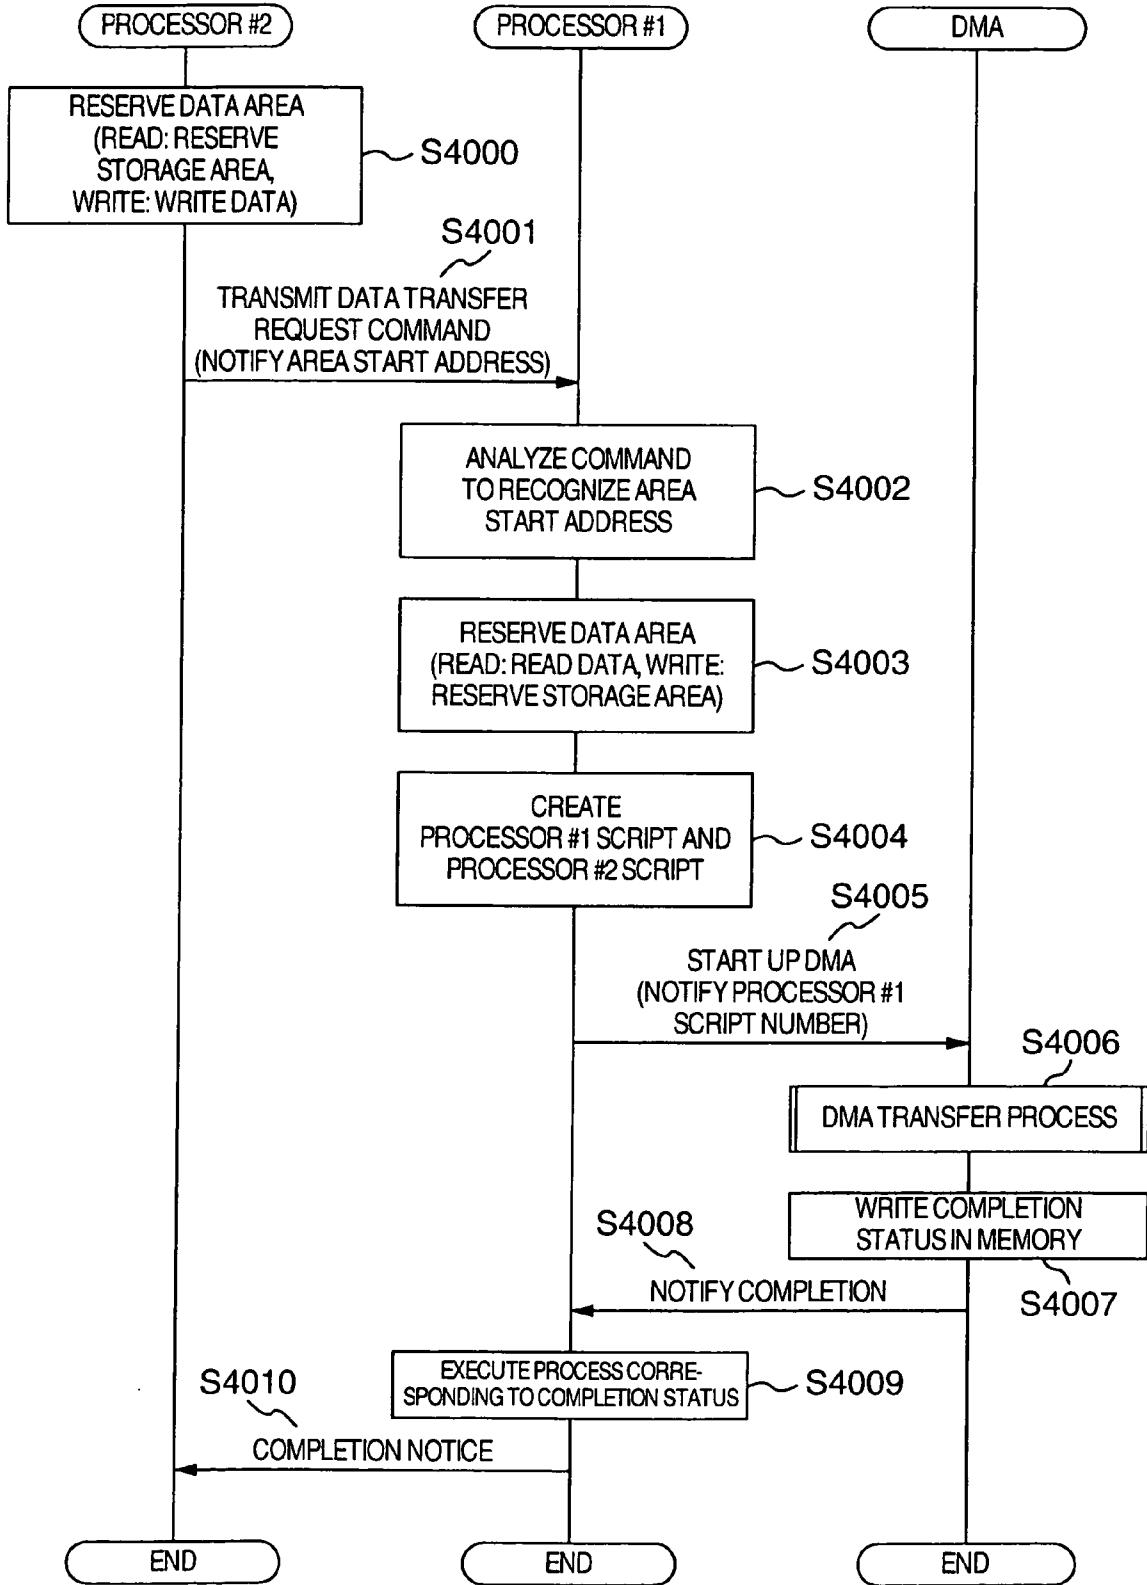 PROCESSOR #2
PROCESSOR #1
DMA
RESERVE DATA AREA
(READ: RESERVE
STORAGE AREA,
WRITE: WRITE DATA)
S4000
S4001
TRANSMIT DATA TRANSFER
REQUEST COMMAND
(NOTIFY AREA START ADDRESS)
ANALYZE COMMAND
TO RECOGNIZE AREA
START ADDRESS
S4002
RESERVE DATA AREA
(READ: READ DATA, WRITE:
RESERVE STORAGE AREA)
S4003
CREATE
PROCESSOR #1 SCRIPT AND
PROCESSOR #2 SCRIPT
S4004
S4005
START UP DMA
(NOTIFY PROCESSOR #1
SCRIPT NUMBER)
S4006
DMA TRANSFER PROCESS
WRITE COMPLETION
STATUS IN MEMORY
S4007
S4008
NOTIFY COMPLETION
EXECUTE PROCESS CORRE-
SPONDING TO COMPLETION STATUS
S4009
S4010
COMPLETION NOTICE
END
END
END